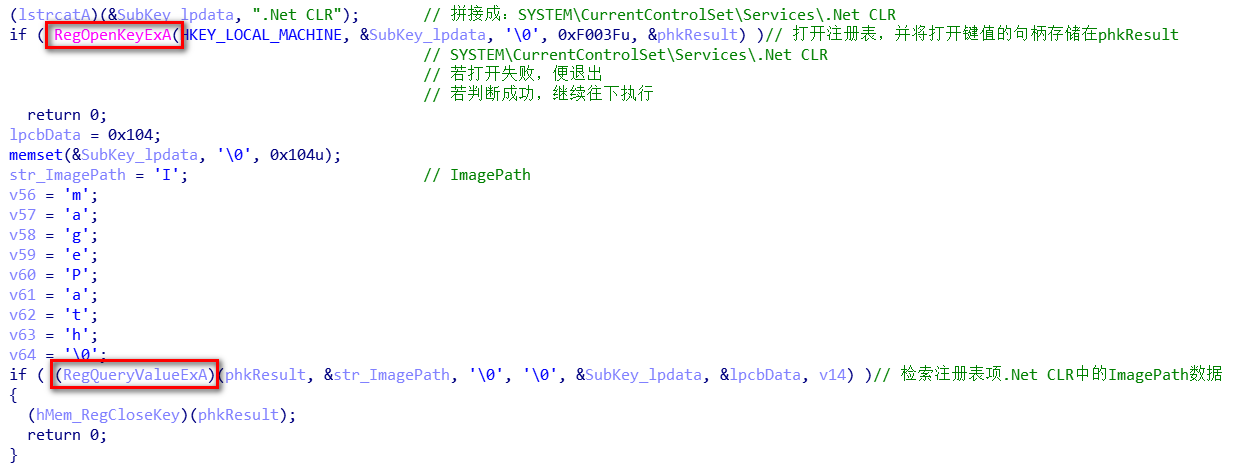 (lstrcatA)(&SubKey_lpdata, ".Net CLR"); // 拼接成：SYSTEM\CurrentControlSet\Services\.Net CLR
if ( RegOpenKeyExA(HKEY_LOCAL_MACHINE, &SubKey_lpdata, '\0', 0xF003Fu, &phkResult) )// 打开注册表，并将打开键值的句柄存储在phkResult
// SYSTEM\CurrentControlSet\Services\.Net CLR
// 若打开失败，便退出
// 若判断成功，继续往下执行
return 0;
lpcbData = 0x104;
memset(&SubKey_lpdata, '\0', 0x104u);
str_ImagePath = 'I'; // ImagePath
v56 = 'm';
v57 = 'a';
v58 = 'g';
v59 = 'e';
v60 = 'P';
v61 = 'a';
v62 = 't';
v63 = 'h';
v64 = '\0';
if ( (RegQueryValueExA)(phkResult, &str_ImagePath, '\0', '\0', &SubKey_lpdata, &lpcbData, v14) )// 检索注册表项.Net CLR中的ImagePath数据
{
(hMem_RegCloseKey)(phkResult);
return 0;
}